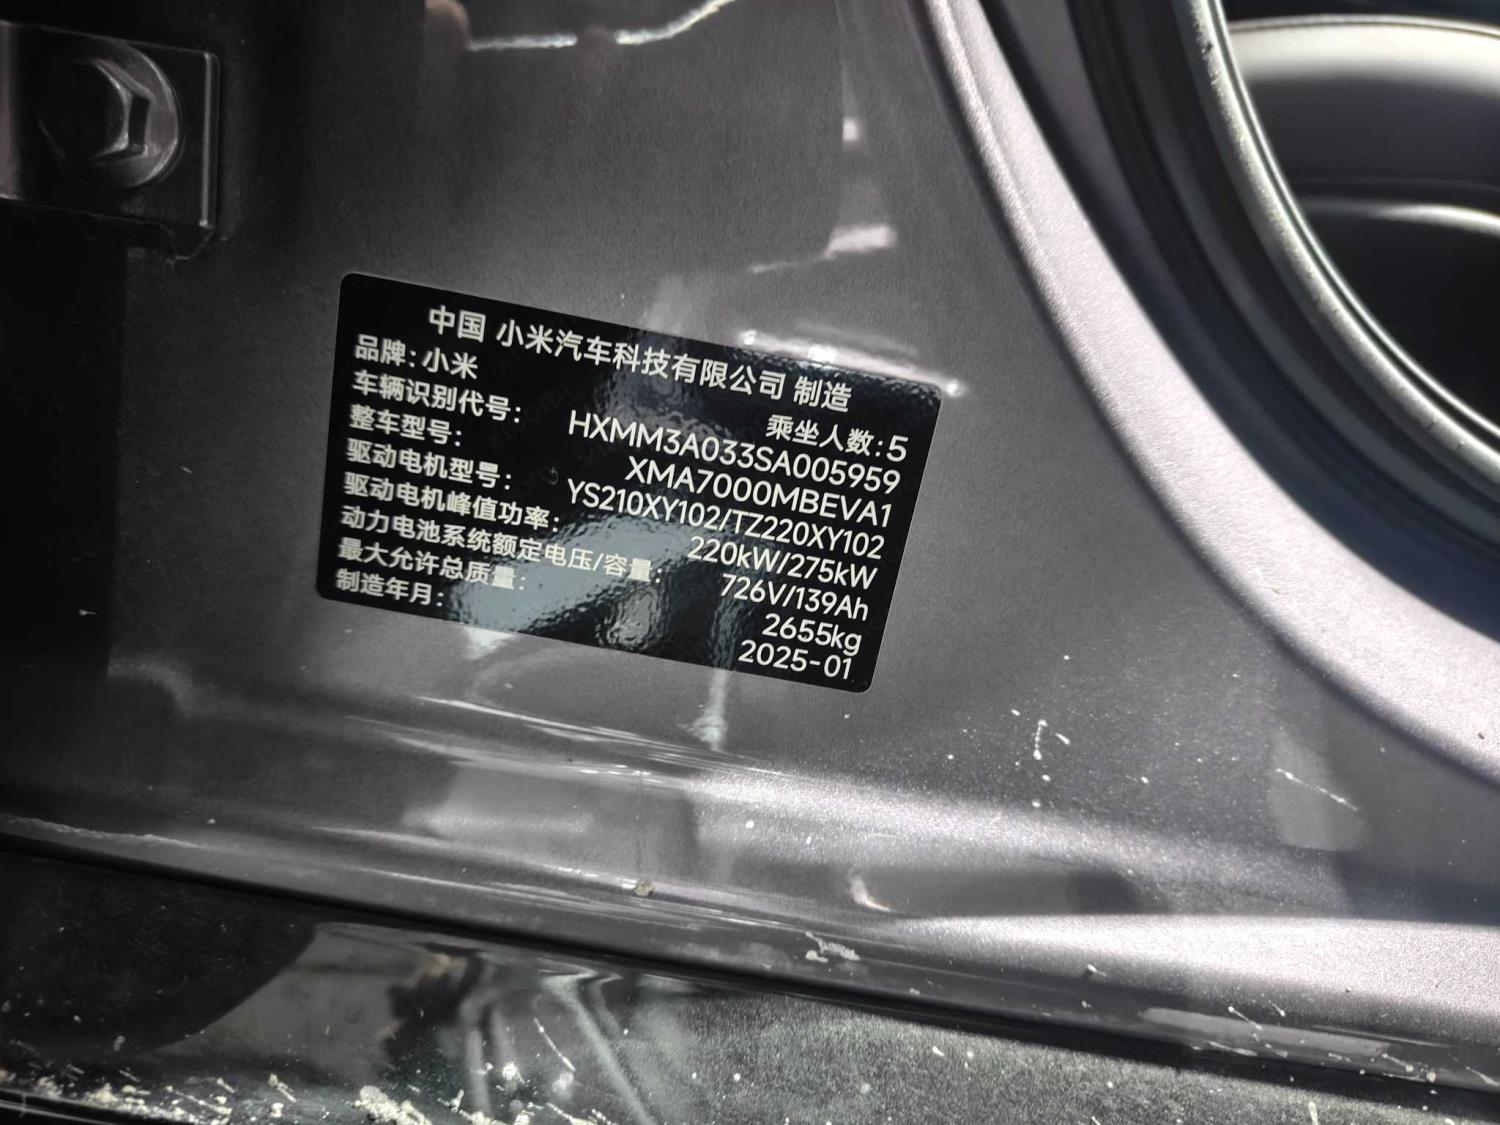 中国 小米汽车科技有限公司 制造
品牌:小米 乘坐人数:5
车辆识别代号: HXMM3A033SA005959
整车型号: XMA7000MBEVA1
驱动电机型号: YS210XY102/TZ220XY102
驱动电机峰值功率: 220kW/275kW
动力电池系统额定电压/容量: 726V/139Ah
最大允许总质量: 2655kg
制造年月: 2025-01